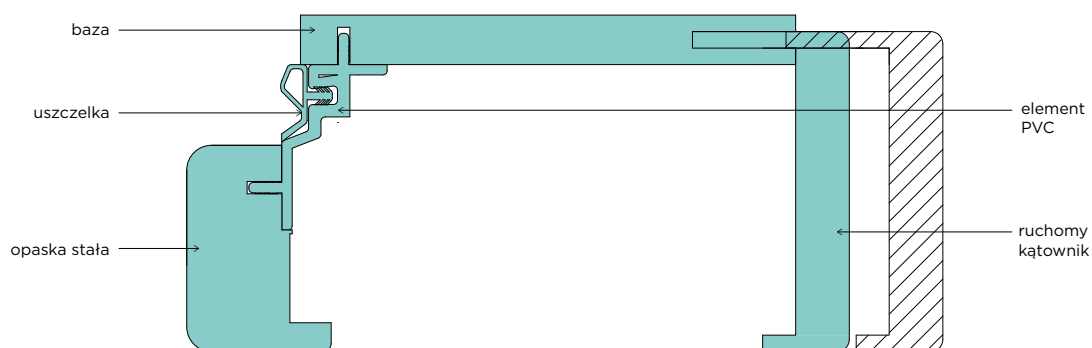 baza
uszczelka
opaska stała
element
PVC
ruchomy
kątownik